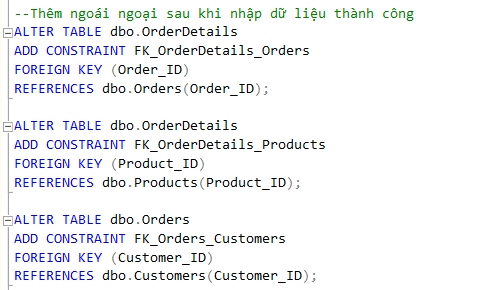 --Thêm ngoái ngoại sau khi nhập dữ liệu thành công
ALTER TABLE dbo.OrderDetails
ADD CONSTRAINT FK_OrderDetails_Orders
FOREIGN KEY (Order_ID)
REFERENCES dbo.Orders(Order_ID);
ALTER TABLE dbo.OrderDetails
ADD CONSTRAINT FK_OrderDetails_Products
FOREIGN KEY (Product_ID)
REFERENCES dbo.Products(Product_ID);
ALTER TABLE dbo.Orders
ADD CONSTRAINT FK_Orders_Customers
FOREIGN KEY (Customer_ID)
REFERENCES dbo.Customers(Customer_ID);